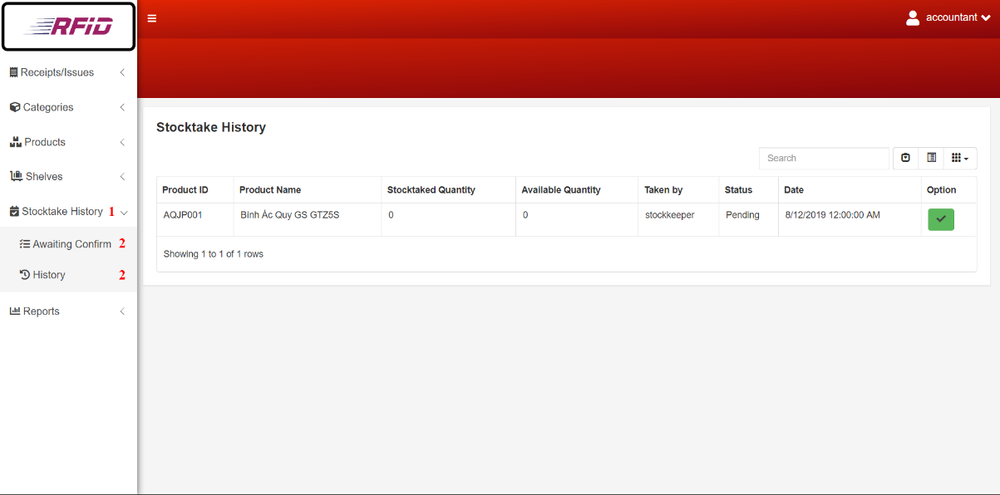 RFiD
accountant
Receipts/Issues
Categories
Products
Shelves
Stocktake History 1
Awaiting Confirm 2
History 2
Reports
Stocktake History
Search
Product ID Product Name Stocktaked Quantity Available Quantity Taken by Status Date Option
AQJP001 Bình Ắc Quy GS GTZ5S 0 0 stockkeeper Pending 8/12/2019 12:00:00 AM
Showing 1 to 1 of 1 rows